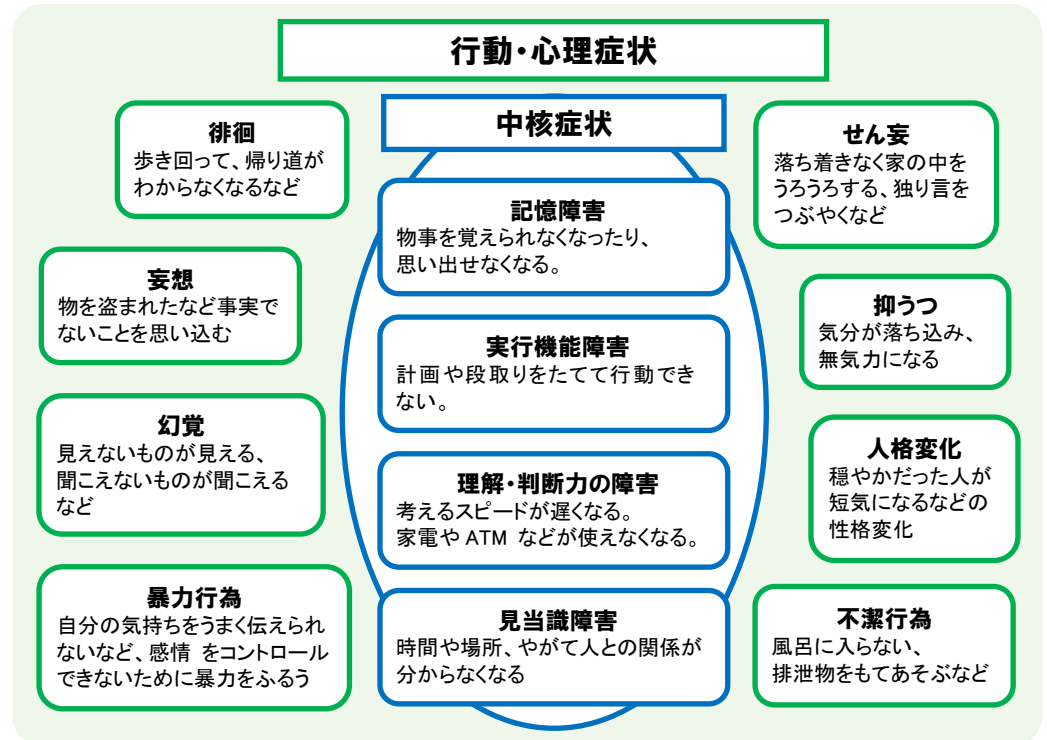 行動・心理症状
中核症状
徘徊
歩き回って、帰り道が
わからなくなるなど
妄想
物を盗まれたなど事実で
ないことを思い込む
幻覚
見えないものが見える、
聞こえないものが聞こえる
など
暴力行為
自分の気持ちをうまく伝えられ
ないなど、感情 をコントロール
できないために暴力をふるう
記憶障害
物事を覚えられなくなったり、
思い出せなくなる。
実行機能障害
計画や段取りをたてて行動でき
ない。
理解・判断力の障害
考えるスピードが遅くなる。
家電や ATM などが使えなくなる。
見当識障害
時間や場所、やがて人との関係が
分からなくなる
せん妄
落ち着きなく家の中を
うろうろする、独り言を
つぶやくなど
抑うつ
気分が落ち込み、
無気力になる
人格変化
穏やかだった人が
短気になるなどの
性格変化
不潔行為
風呂に入らない、
排泄物をもてあそぶなど